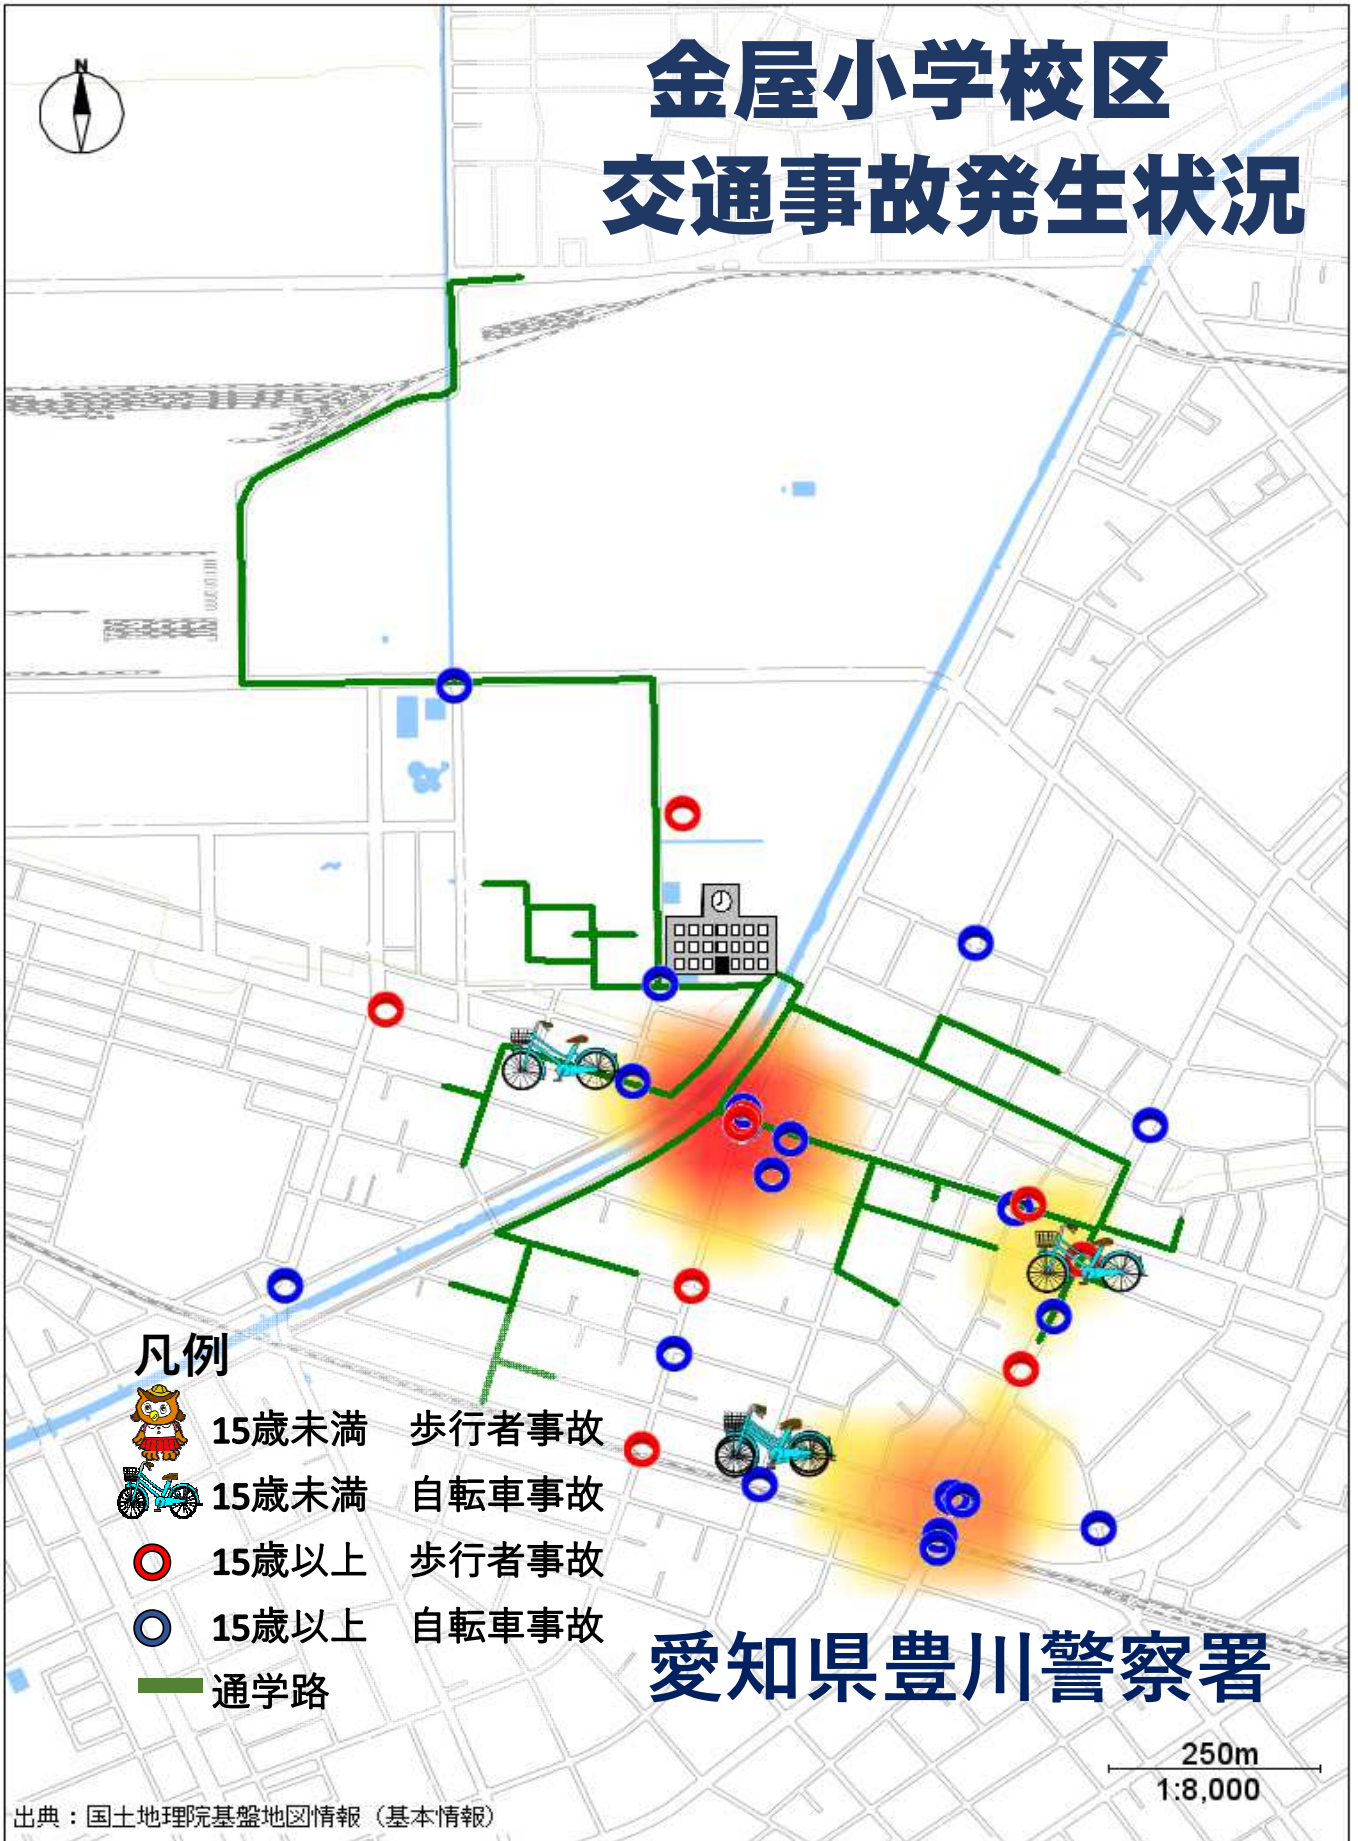 N
金屋小学校区
交通事故発生状況
凡例
15歳未満 歩行者事故
15歳未満 自転車事故
15歳以上 歩行者事故
15歳以上 自転車事故
通学路
愛知県豊川警察署
250m
1:8,000
出典：国土地理院基盤地図情報（基本情報）